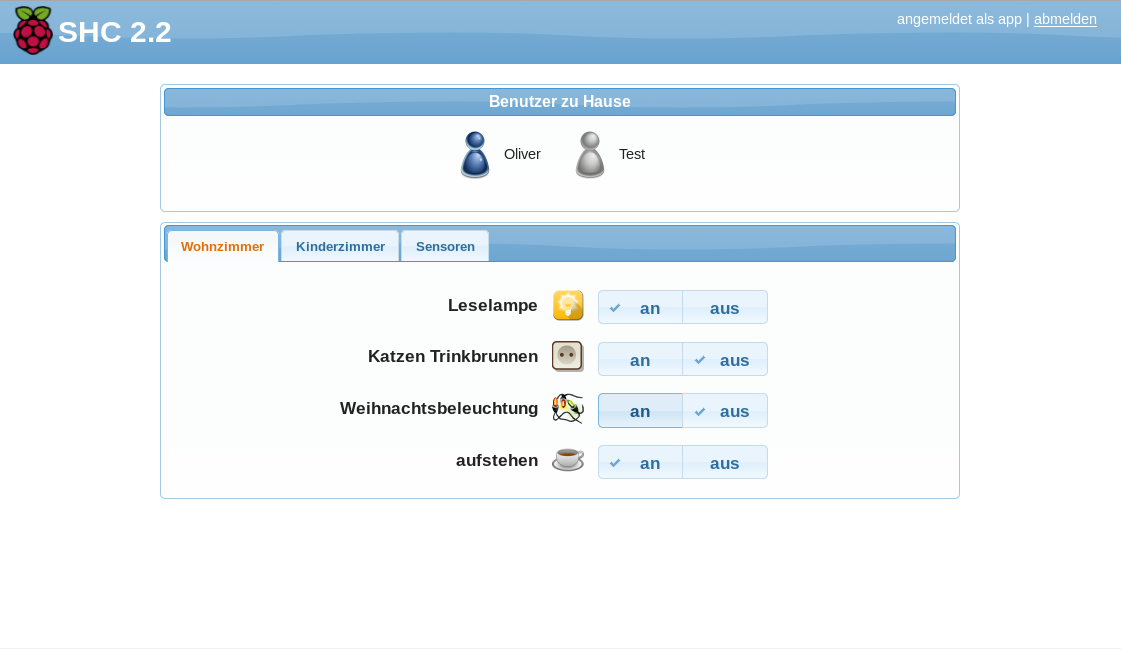 SHC 2.2
angemeldet als app | abmelden
Benutzer zu Hause
Oliver Test
Wohnzimmer Kinderzimmer Sensoren
Leselampe an aus
Katzen Trinkbrunnen an aus
Weihnachtsbeleuchtung an aus
aufstehen an aus